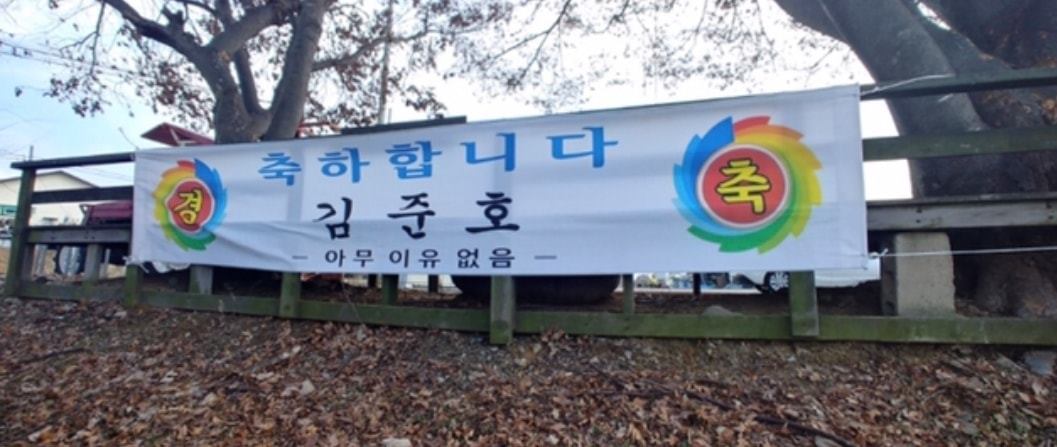 축하합니다
경 김준호 축
- 아무이유없음 -